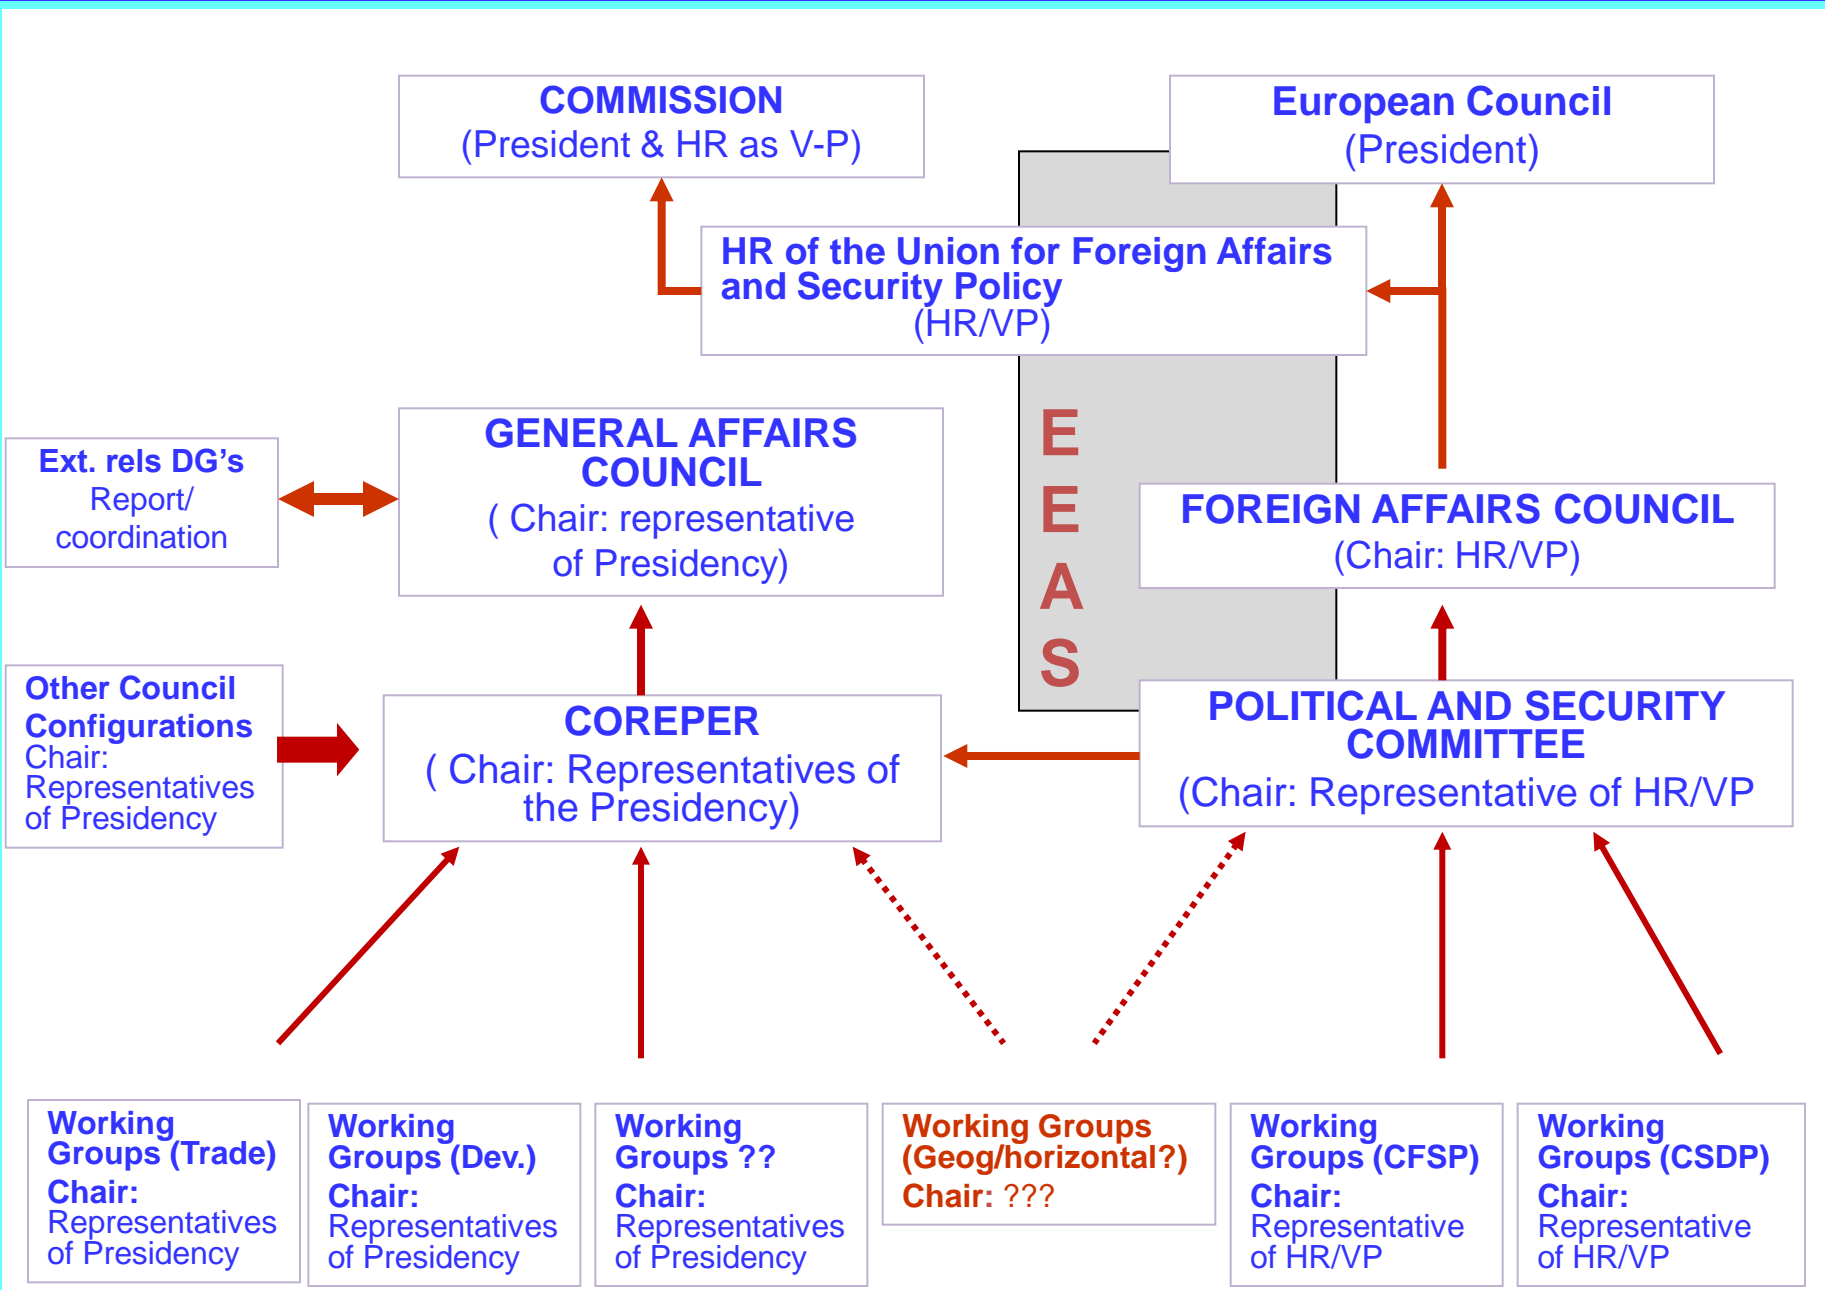 COMMISSION
(President & HR as V-P)
European Council
(President)
HR of the Union for Foreign Affairs
and Security Policy
(HR/VP)
E
E
A
S
GENERAL AFFAIRS
COUNCIL
( Chair: representative
of Presidency)
Ext. rels DG’s
Report/
coordination
FOREIGN AFFAIRS COUNCIL
(Chair: HR/VP)
Other Council
Configurations
Chair:
Representatives
of Presidency
COREPER
( Chair: Representatives of
the Presidency)
POLITICAL AND SECURITY
COMMITTEE
(Chair: Representative of HR/VP
Working
Groups (Trade)
Chair:
Representatives
of Presidency
Working
Groups (Dev.)
Chair:
Representatives
of Presidency
Working
Groups ??
Chair:
Representatives
of Presidency
Working Groups
(Geog/horizontal?)
Chair: ???
Working
Groups (CFSP)
Chair:
Representative
of HR/VP
Working
Groups (CSDP)
Chair:
Representative
of HR/VP